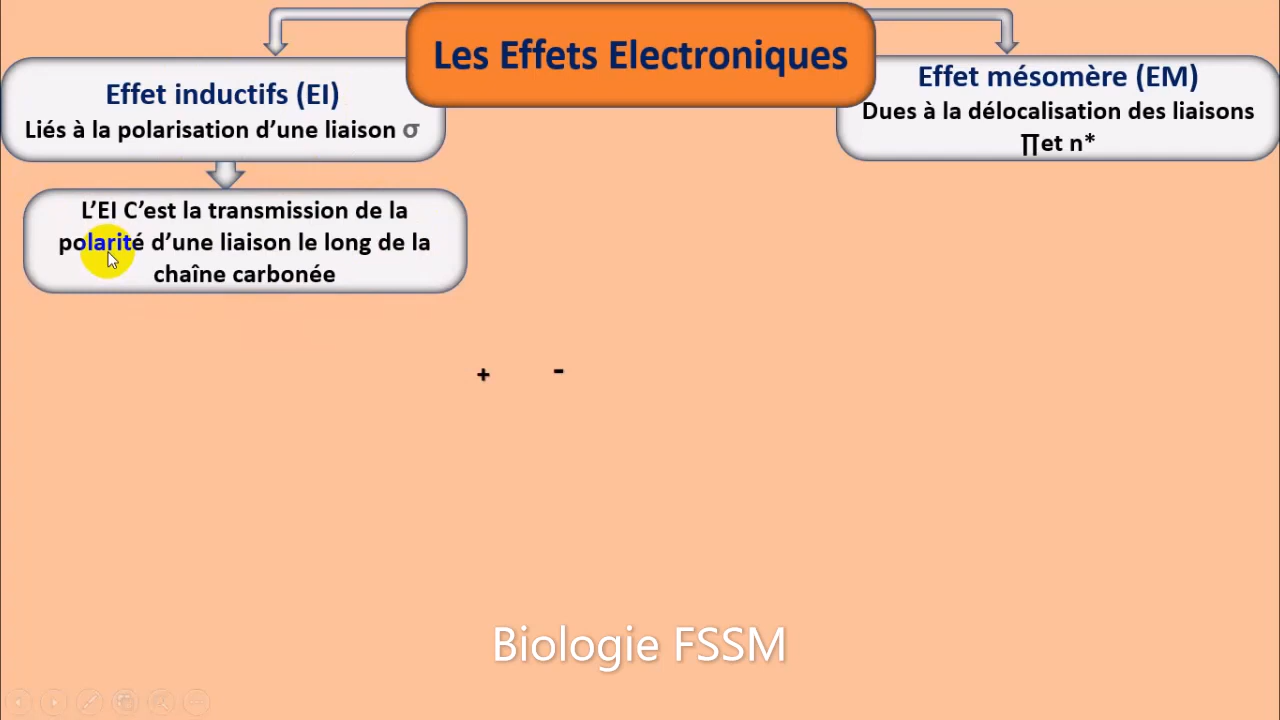 Les Effets Electroniques
Effet inductifs (EI)
Liés à la polarisation d’une liaison σ
Effet mésomère (EM)
Dues à la délocalisation des liaisons
∏et n*
L’EI C’est la transmission de la
polarité d’une liaison le long de la
chaîne carbonée
+ -
Biologie FSSM